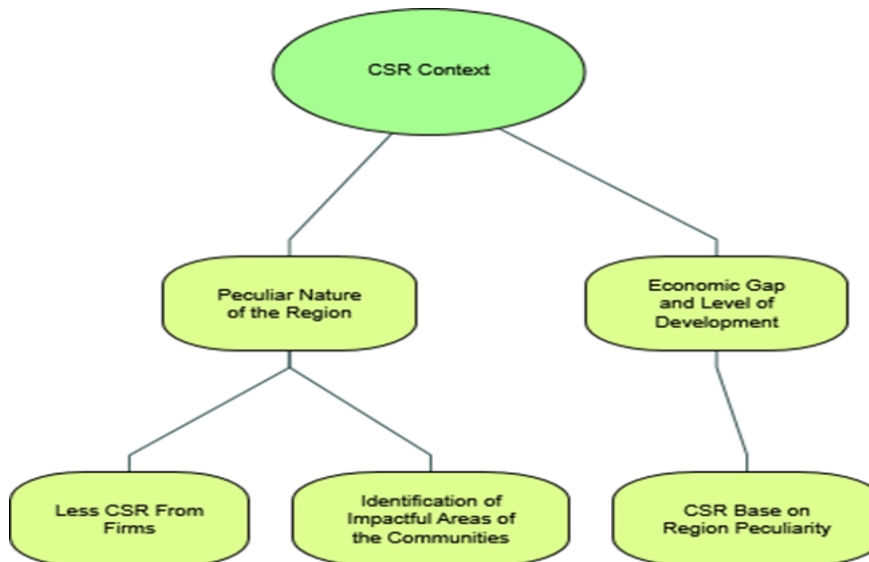 CSR Context
Peculiar Nature
of the Region
Economic Gap
and Level of
Development
Less CSR From
Firms
Identification of
Impactful Areas of
the Communities
CSR Base on
Region Peculiarity